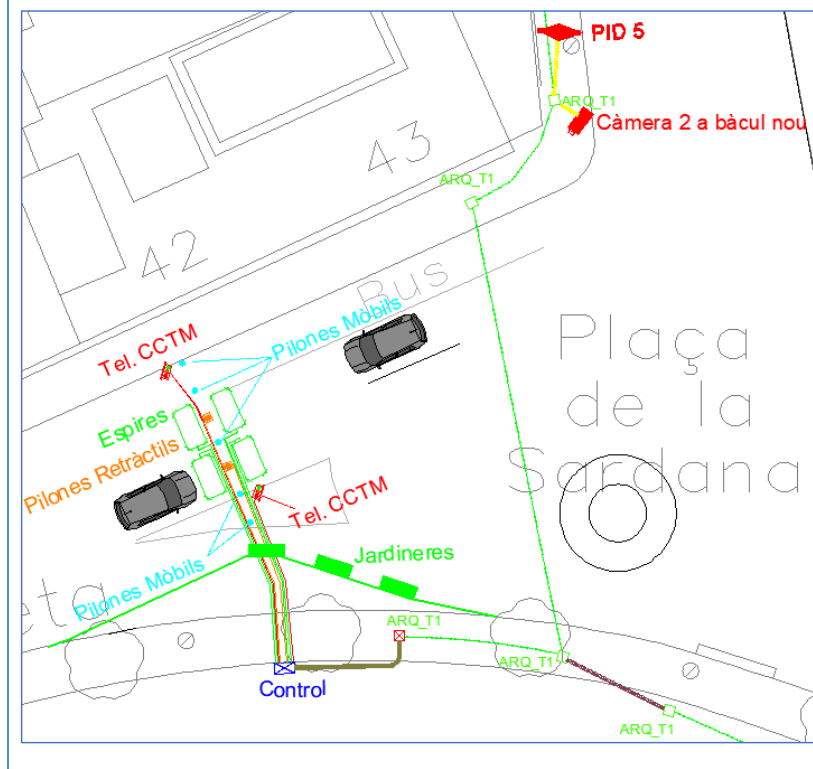 PID 5
ARQ_T1
Càmera 2 a bàcul nou
43
ARQ_T1
42
Bus
Pilones Mòbils
Tel. CCTM
Plaça
de la
Sardana
Espires
Pilones Retràctils
Tel. CCTM
Jardineres
Pilones Mòbils
eta
ARQ_T1
ARQ_T1
Control
ARQ_T1